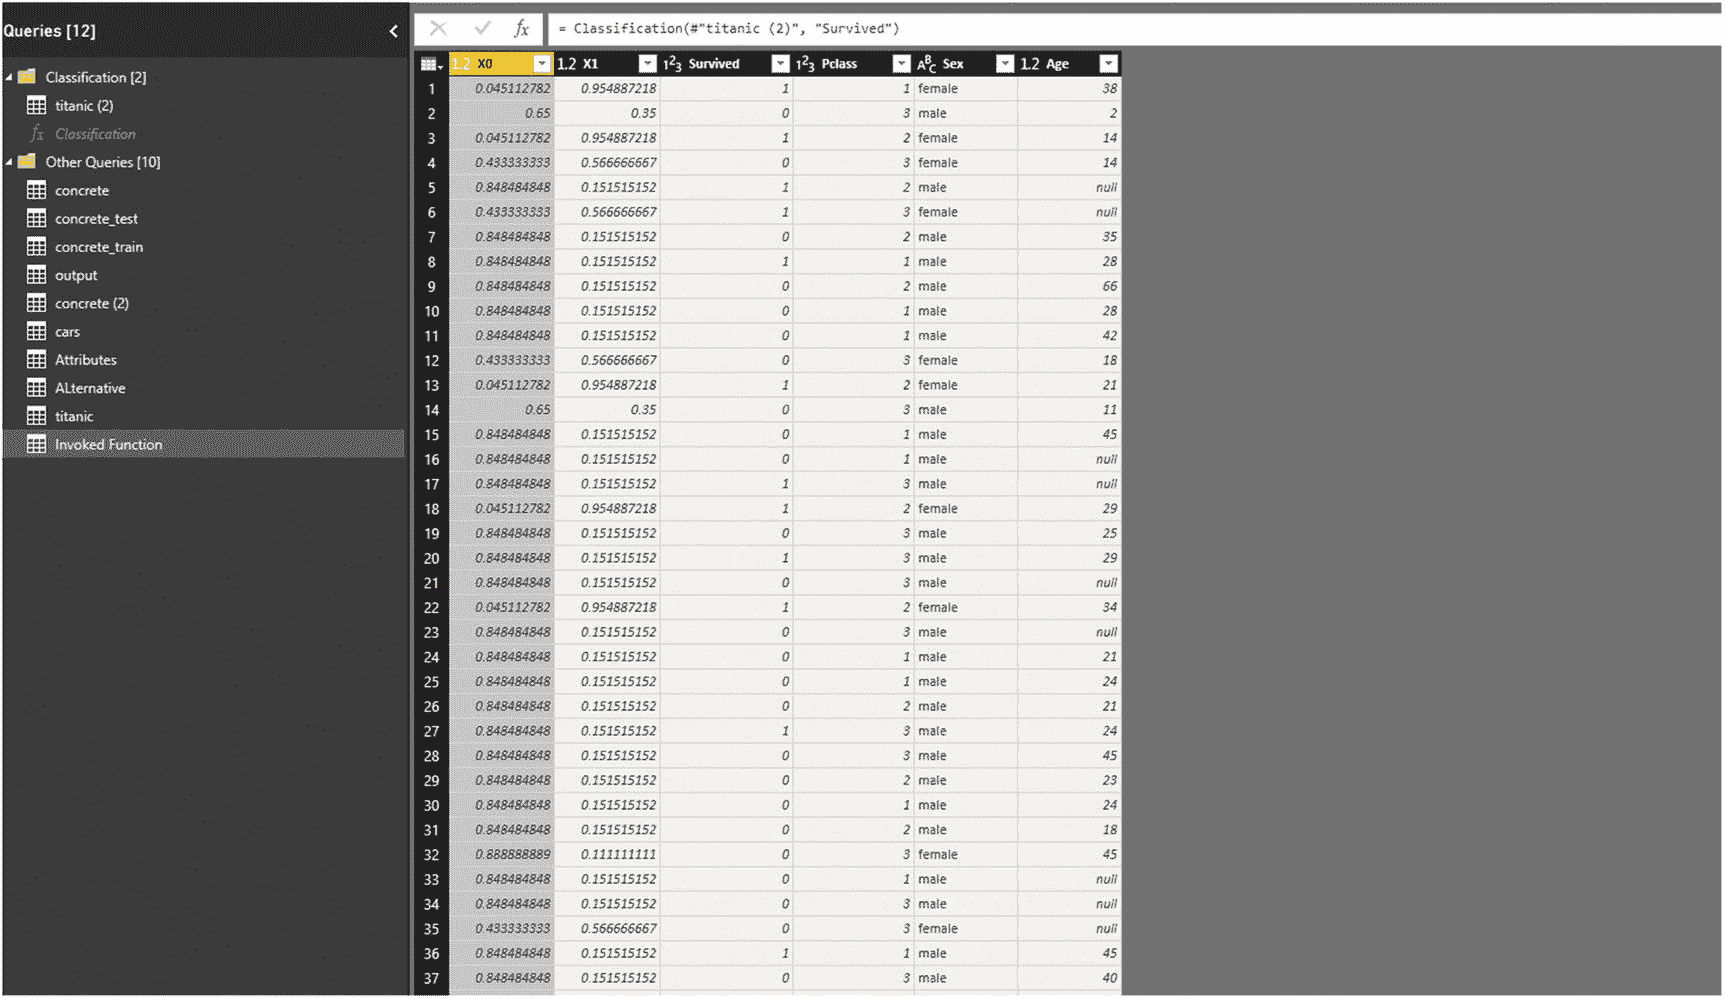 Queries [12]
Classification [2]
titanic (2)
fx Classification
Other Queries [10]
concrete
concrete_test
concrete_train
output
concrete (2)
cars
Attributes
ALternative
titanic
Invoked Function
fx = Classification(#"titanic (2)", "Survived")
1.2 X0 1.2 X1 1²3 Survived 1²3 Pclass ABC Sex 1.2 Age
1 0.045112782 0.954887218 1 1 female 38
2 0.65 0.35 0 3 male 2
3 0.045112782 0.954887218 1 2 female 14
4 0.433333333 0.566666667 0 3 female 14
5 0.848484848 0.151515152 1 2 male null
6 0.433333333 0.566666667 1 3 female null
7 0.848484848 0.151515152 0 2 male 35
8 0.848484848 0.151515152 1 1 male 28
9 0.848484848 0.151515152 0 2 male 66
10 0.848484848 0.151515152 0 1 male 28
11 0.848484848 0.151515152 0 1 male 42
12 0.433333333 0.566666667 0 3 female 18
13 0.045112782 0.954887218 1 2 female 21
14 0.65 0.35 0 3 male 11
15 0.848484848 0.151515152 0 1 male 45
16 0.848484848 0.151515152 0 1 male null
17 0.848484848 0.151515152 1 3 male null
18 0.045112782 0.954887218 1 2 female 29
19 0.848484848 0.151515152 0 3 male 25
20 0.848484848 0.151515152 1 3 male 29
21 0.848484848 0.151515152 0 3 male null
22 0.045112782 0.954887218 1 2 female 34
23 0.848484848 0.151515152 0 3 male null
24 0.848484848 0.151515152 0 1 male 21
25 0.848484848 0.151515152 0 1 male 24
26 0.848484848 0.151515152 0 2 male 21
27 0.848484848 0.151515152 1 3 male 24
28 0.848484848 0.151515152 0 3 male 45
29 0.848484848 0.151515152 0 2 male 23
30 0.848484848 0.151515152 0 1 male 24
31 0.848484848 0.151515152 0 2 male 18
32 0.888888889 0.111111111 0 3 female 45
33 0.848484848 0.151515152 0 1 male null
34 0.848484848 0.151515152 0 3 male null
35 0.433333333 0.566666667 0 3 female null
36 0.848484848 0.151515152 1 1 male 45
37 0.848484848 0.151515152 0 3 male 40